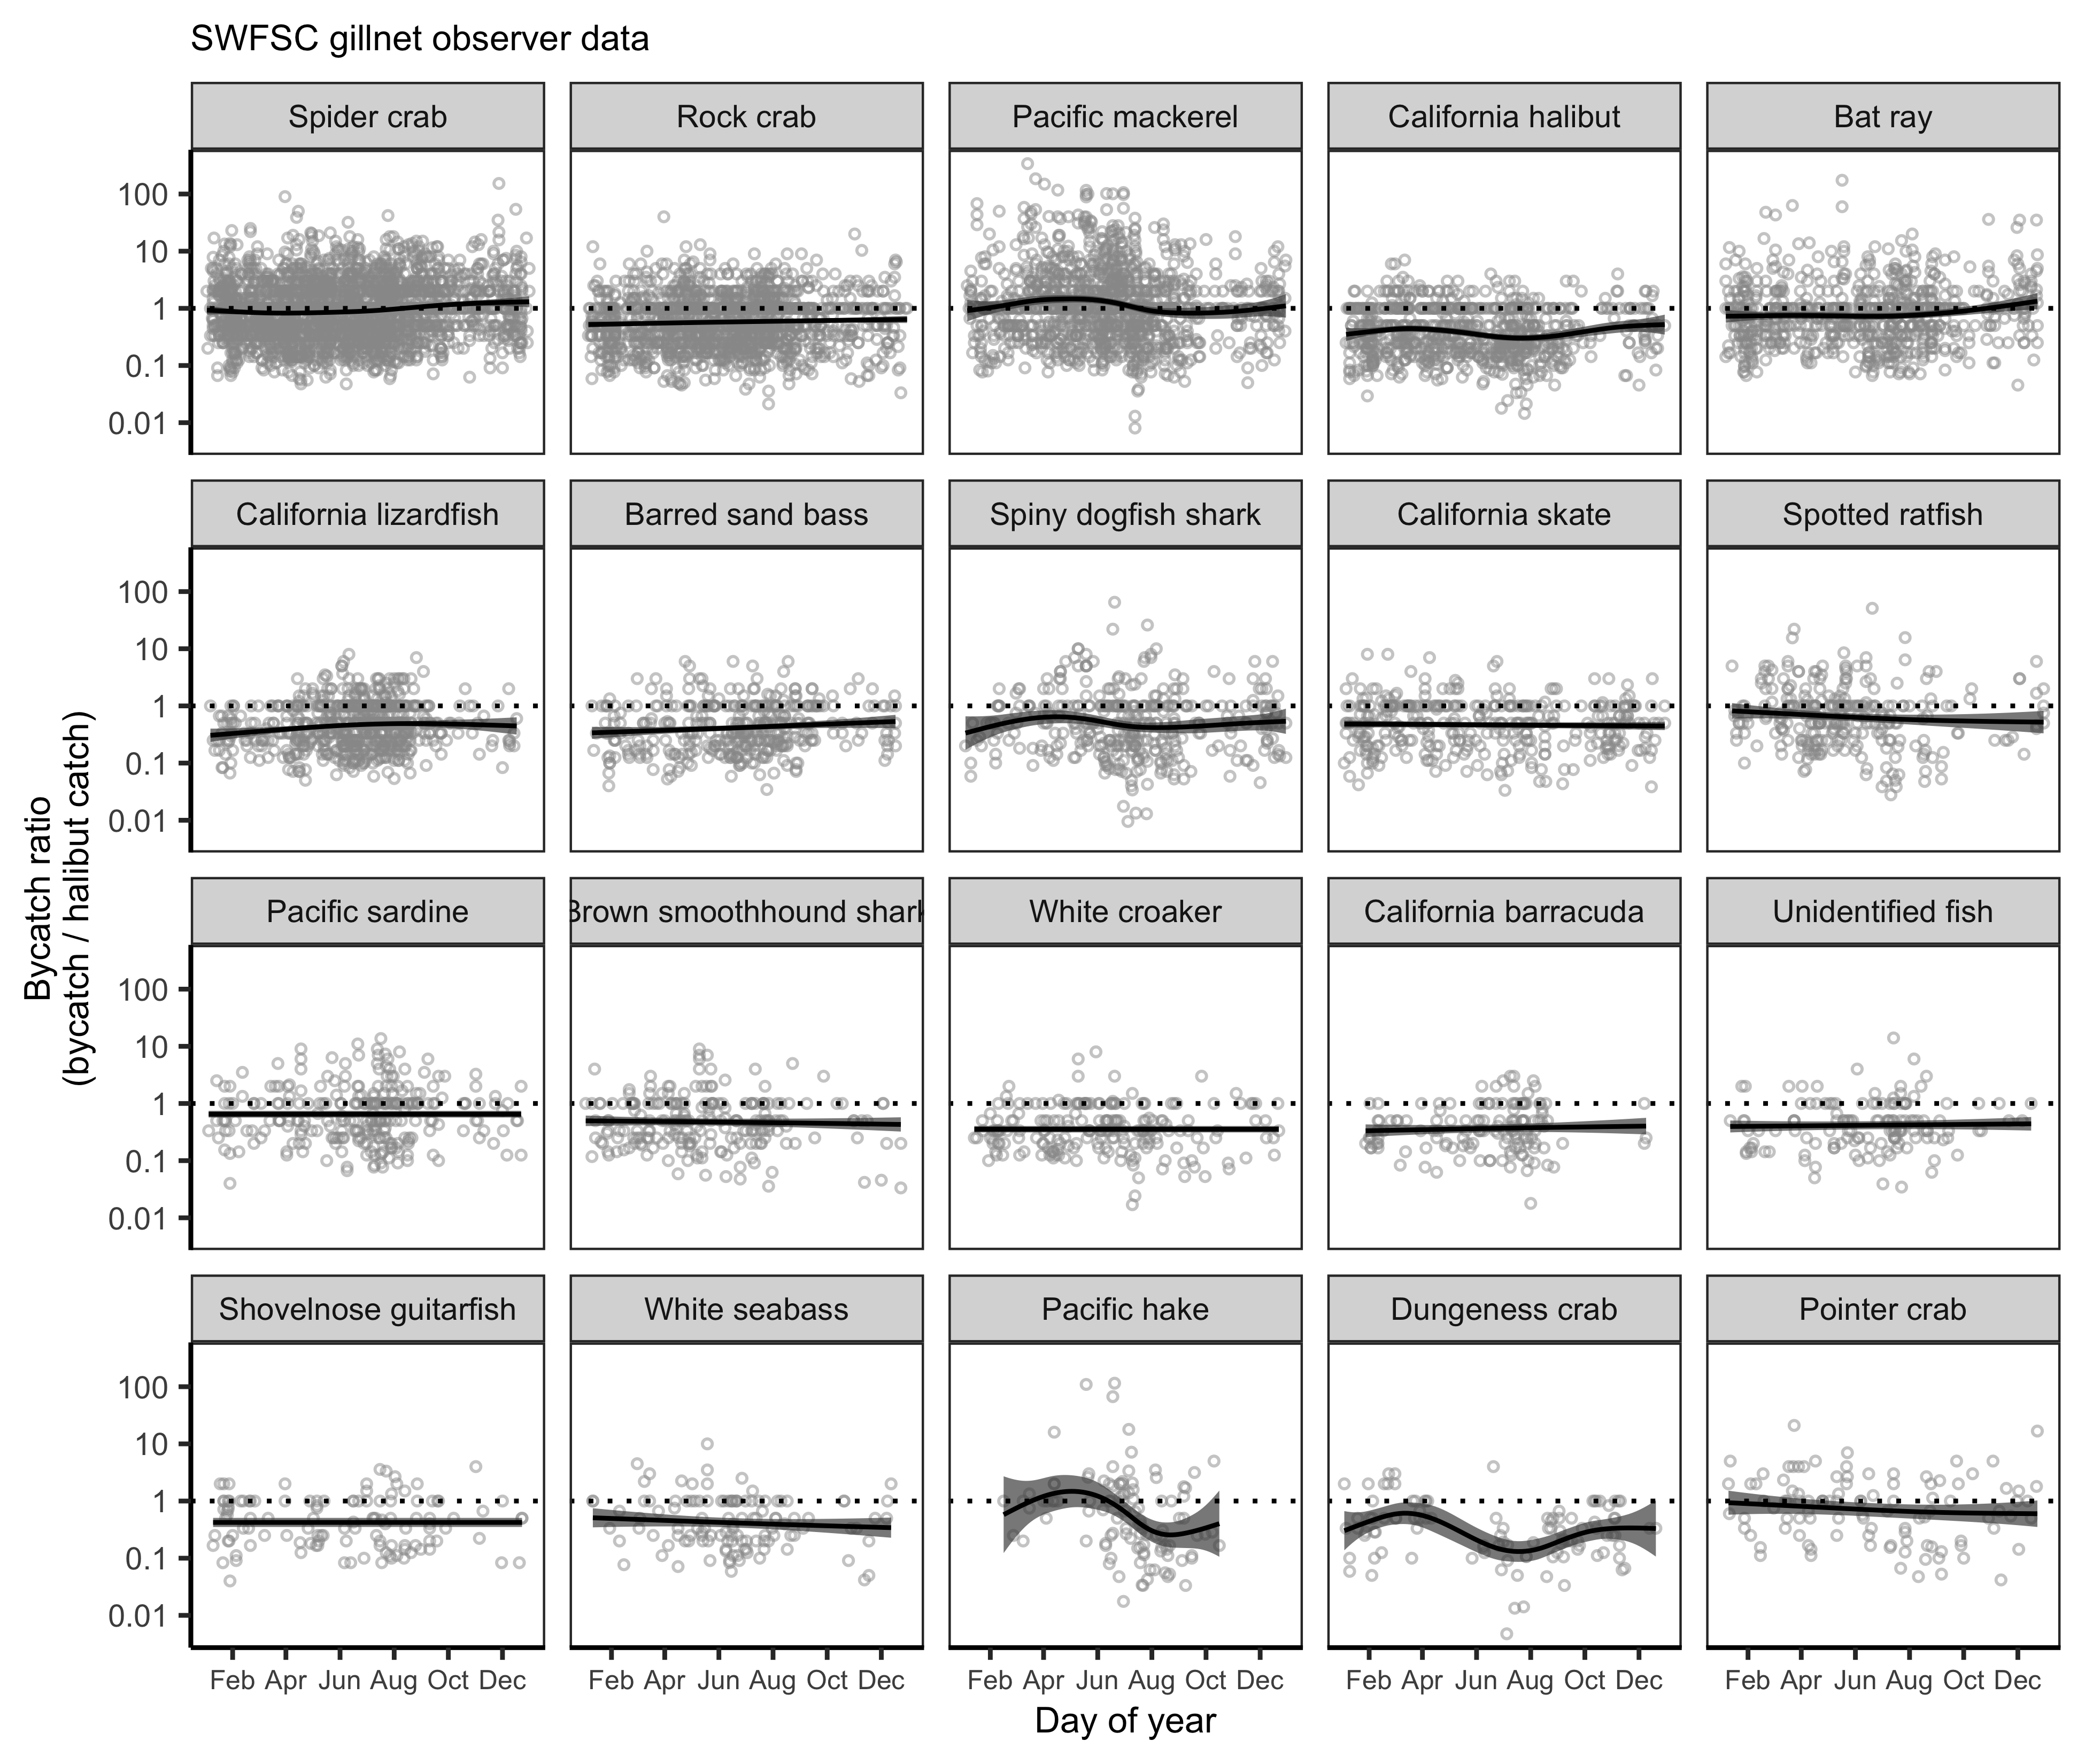 SWFSC gillnet observer data
Spider crab
Rock crab
Pacific mackerel
California halibut
Bat ray
100
10
1
0.1
0.01
California lizardfish
Barred sand bass
Spiny dogfish shark
California skate
Spotted ratfish
100
10
1
0.1
0.01
Bycatch ratio
(bycatch / halibut catch)
Pacific sardine
Brown smoothhound shark
White croaker
California barracuda
Unidentified fish
100
10
1
0.1
0.01
Shovelnose guitarfish
White seabass
Pacific hake
Dungeness crab
Pointer crab
100
10
1
0.1
0.01
Feb Apr Jun Aug Oct Dec
Feb Apr Jun Aug Oct Dec
Feb Apr Jun Aug Oct Dec
Feb Apr Jun Aug Oct Dec
Feb Apr Jun Aug Oct Dec
Day of year